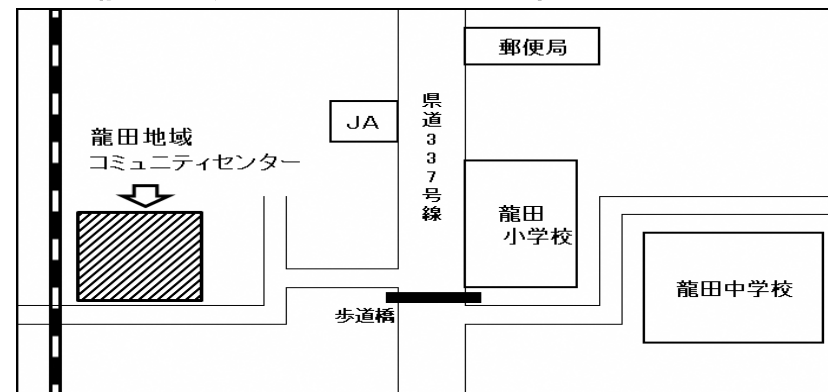 郵便局
JA
県道337号線
龍田地域
コミュニティセンター
龍田
小学校
龍田中学校
歩道橋